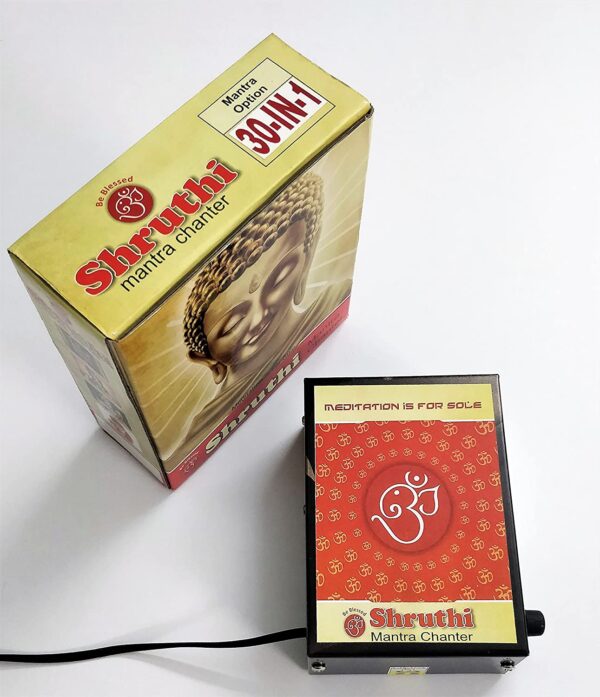 Mantra
Option
30-IN-1
Be Blessed
Shruthi
mantra chanter
Shruthi
MEDITATION iS FOR SOLE
Be Blessed
Shruthi
Mantra Chanter